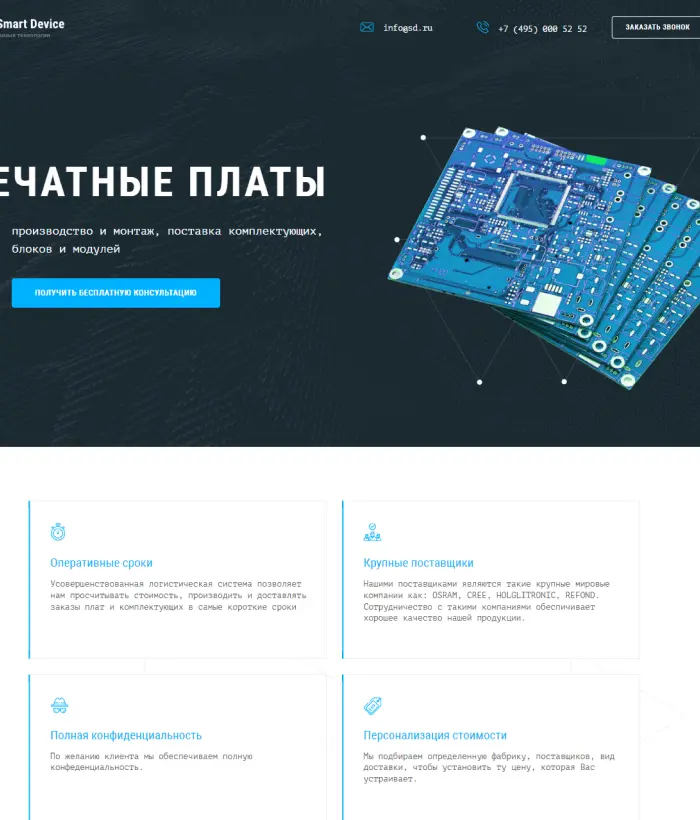 Smart Device
info@sd.ru
+7 (495) 000 52 52
ЗАКАЗАТЬ ЗВОНОК
ЕЧАТНЫЕ ПЛАТЫ
производство и монтаж, поставка комплектующих,
блоков и модулей
ПОЛУЧИТЬ БЕСПЛАТНУЮ КОНСУЛЬТАЦИЮ
Оперативные сроки
Усовершенствованная логистическая система позволяет
нам просчитывать стоимость, производить и доставлять
заказы плат и комплектующих в самые короткие сроки
Крупные поставщики
Нашими поставщиками являются такие крупные мировые
компании как: OSRAM, CREE, HOLGLITRONIC, REFOND.
Сотрудничество с такими компаниями обеспечивает
хорошее качество нашей продукции.
Полная конфиденциальность
По желанию клиента мы обеспечиваем полную
конфеденциальность.
Персонализация стоимости
Мы подбираем определенную фабрику, поставщиков, вид
доставки, чтобы установить ту цену, которая Вас
устраивает.